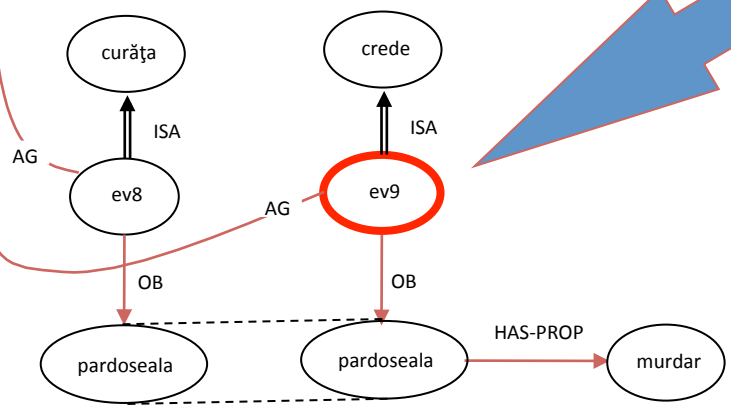 curăţa
crede
ISA
ISA
AG
ev8
ev9
AG
OB
OB
HAS-PROP
pardoseala
pardoseala
murdar